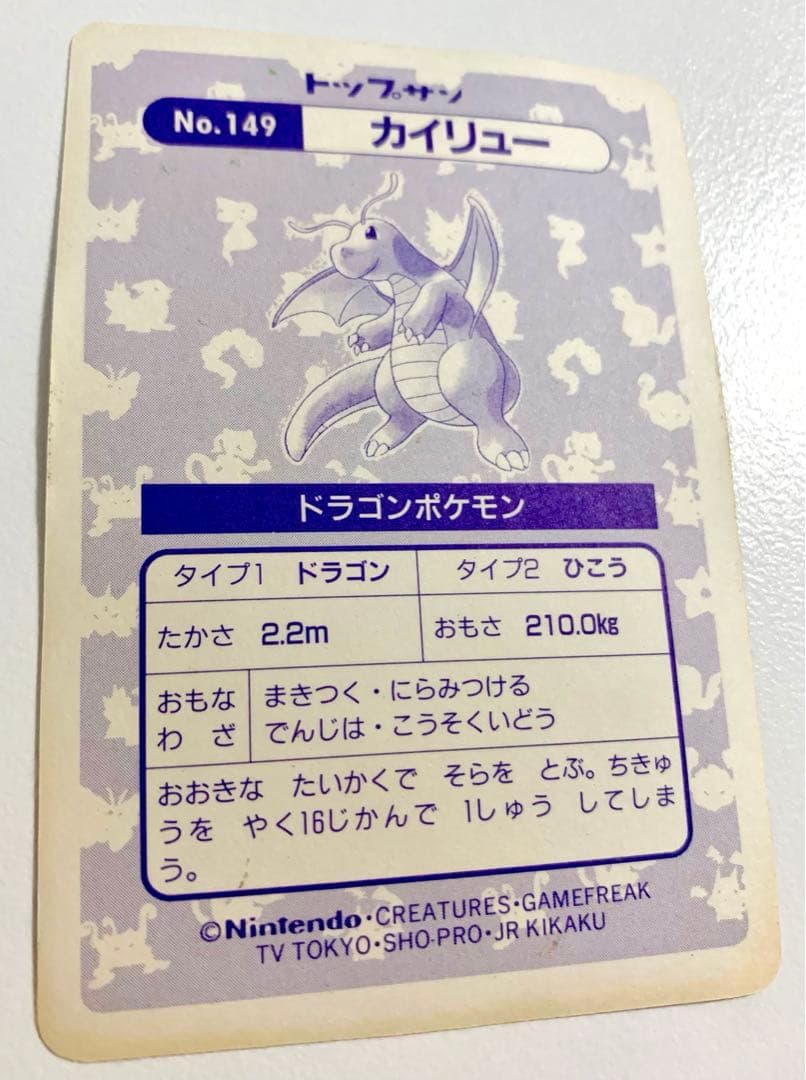 トップサン
No.149 カイリュー
ドラゴンポケモン
タイプ1 ドラゴン タイプ2 ひこう
たかさ 2.2m おもさ 210.0kg
おもな まきつく・にらみつける
わざ でんじは・こうそくいどう
おおきな たいかくで そらを とぶ。ちきゅ
うを やく16じかんで 1しゅう してしま
う。
©Nintendo・CREATURES・GAMEFREAK
TV TOKYO・SHO-PRO・JR KIKAKU